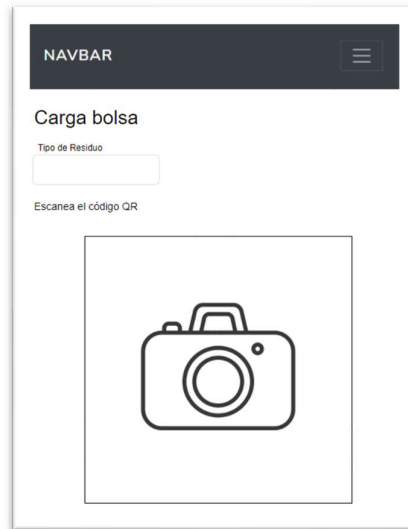 NAVBAR
Carga bolsa
Tipo de Residuo
Escanea el código QR